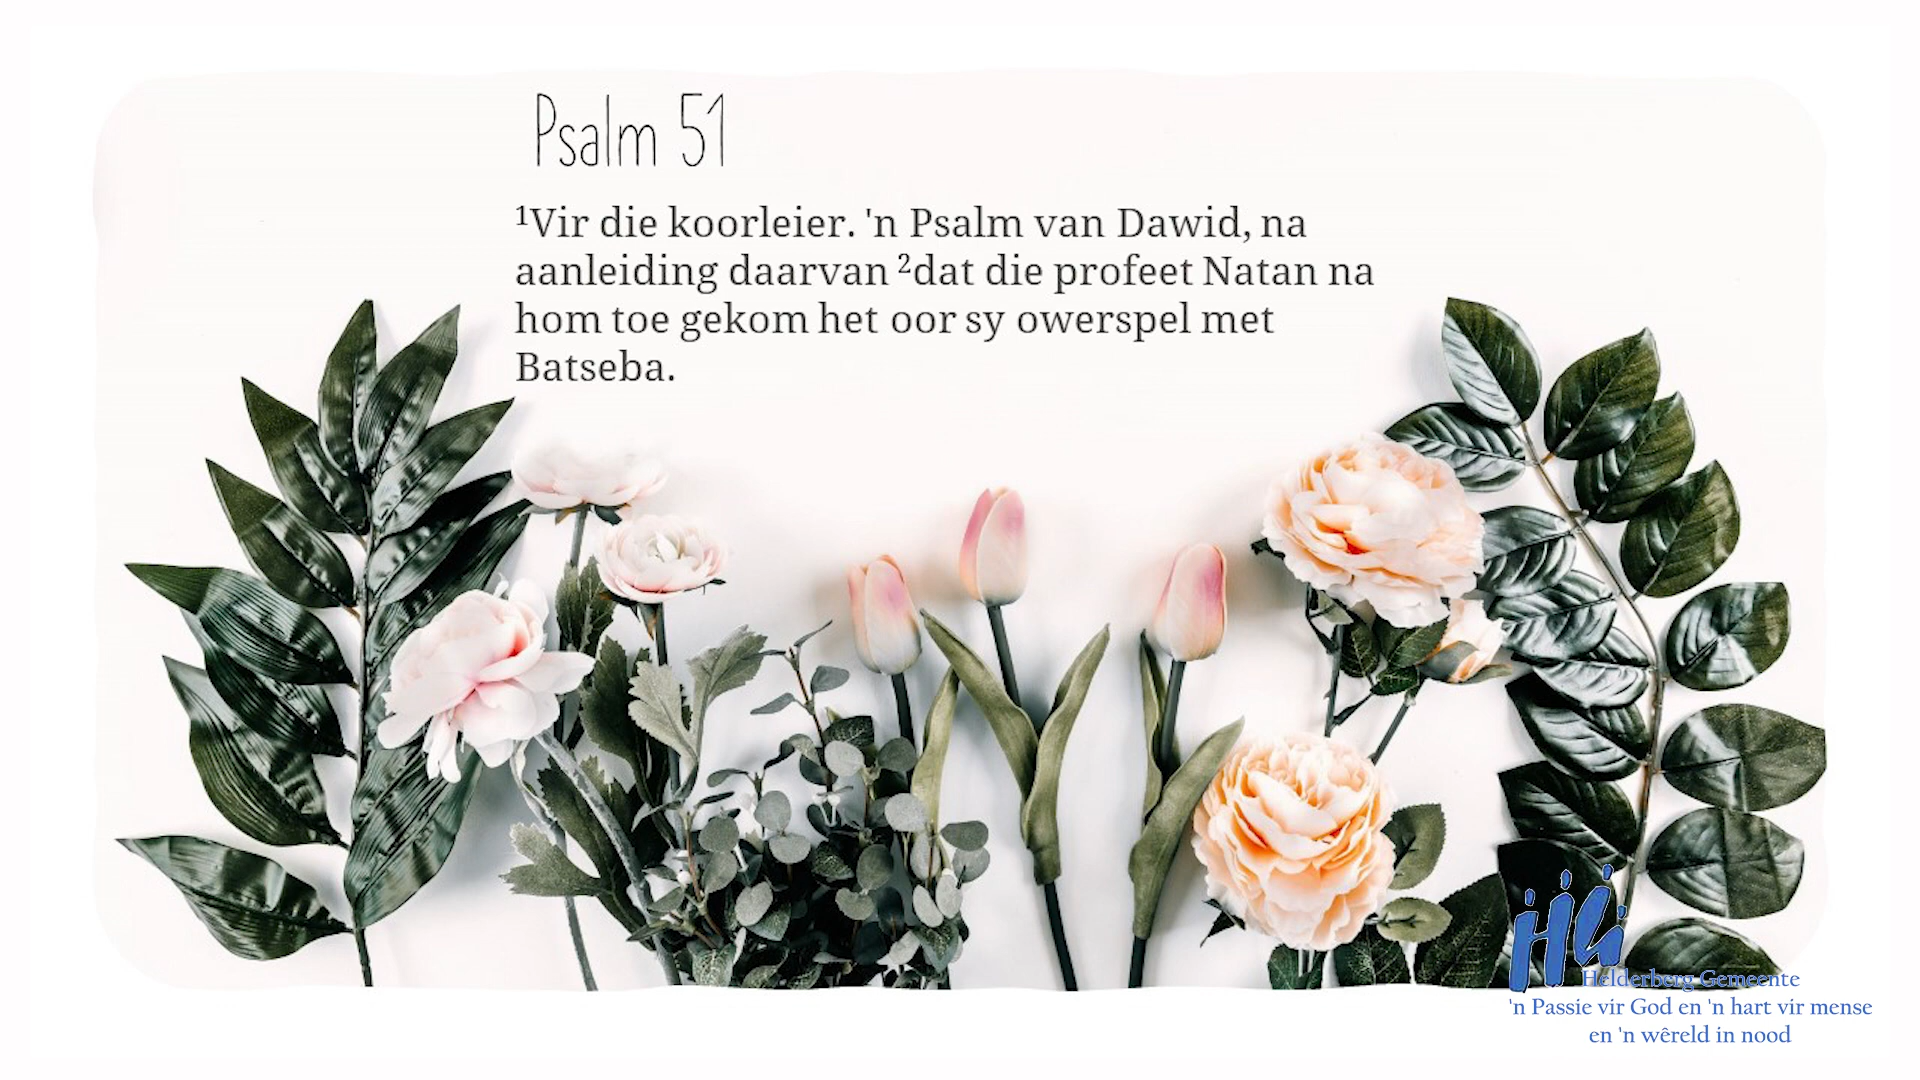 Psalm 51
¹Vir die koorleier. 'n Psalm van Dawid, na
aanleiding daarvan ²dat die profeet Natan na
hom toe gekom het oor sy owerspel met
Batseba.
Helderberg Gemeente
'n Passie vir God en 'n hart vir mense
en 'n wêreld in nood